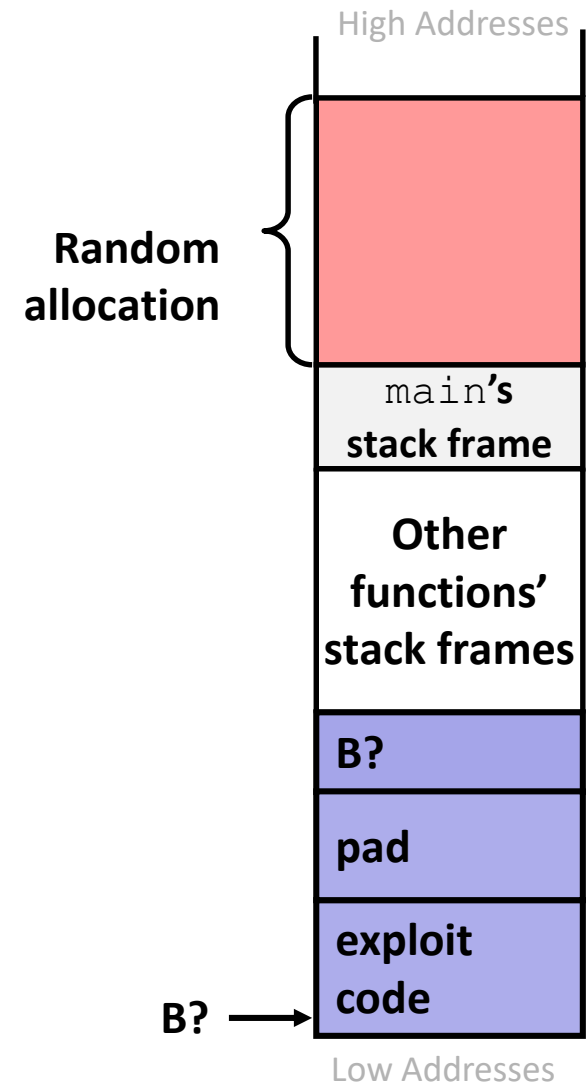 High Addresses
Random
allocation
main's
stack frame
Other
functions’
stack frames
B?
pad
exploit
code
B?
Low Addresses